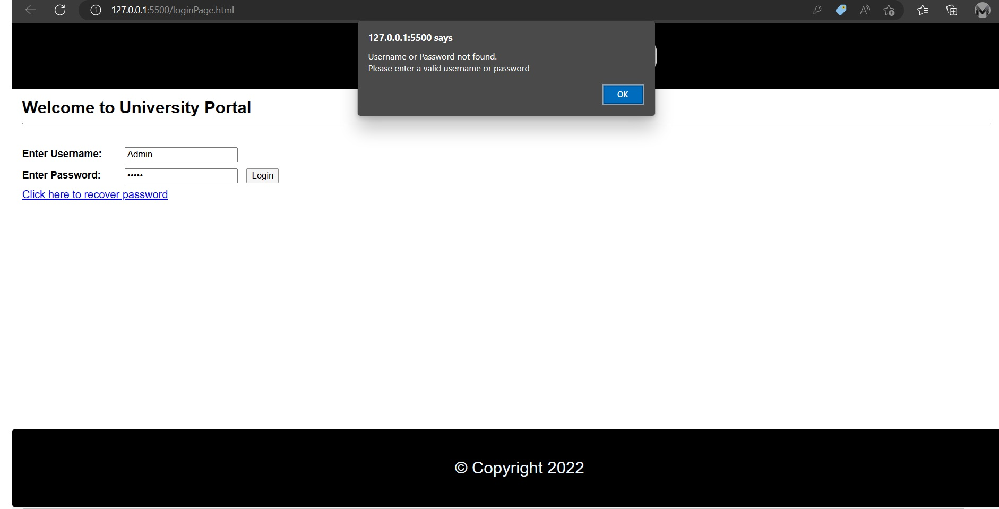 127.0.0.1:5500/loginPage.html
127.0.0.1:5500 says
Username or Password not found.
Please enter a valid username or password
OK
Welcome to University Portal
Enter Username: Admin
Enter Password: ••••• Login
Click here to recover password
© Copyright 2022